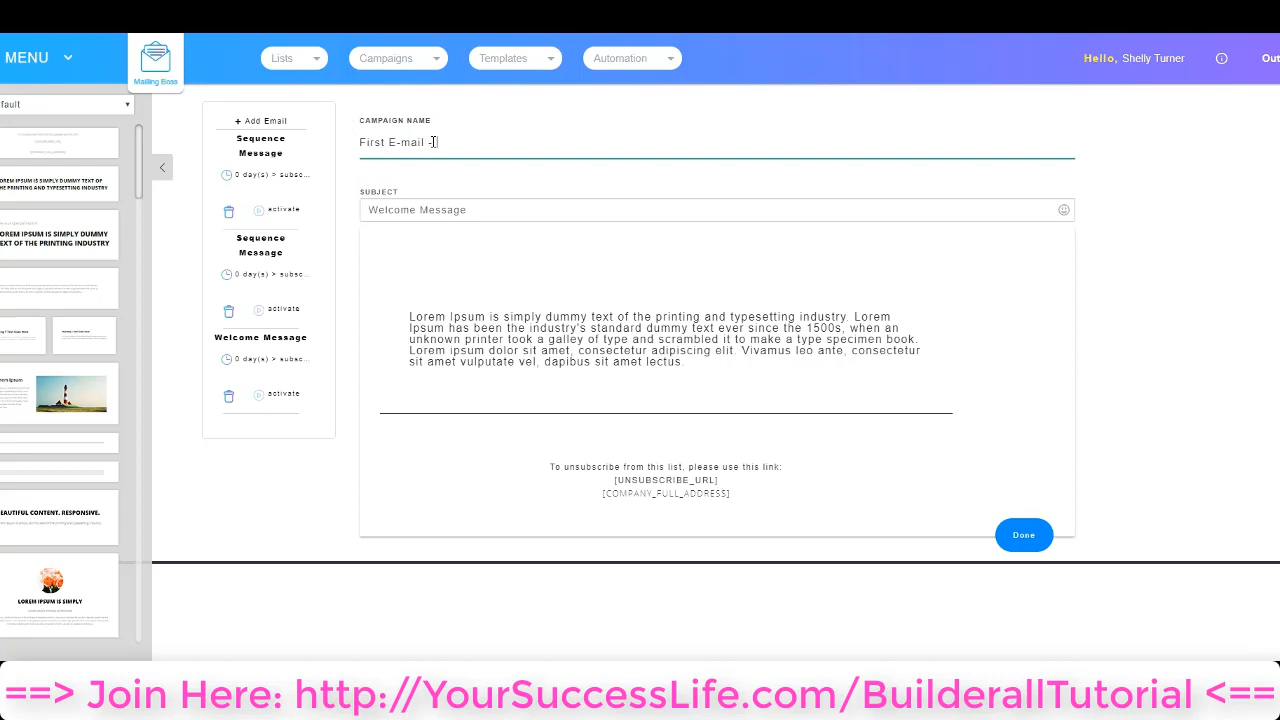 MENU
Mailing Boss
Lists
Campaigns
Templates
Automation
Hello, Shelly Turner
Out
fault
OREM IPSUM IS SIMPLY DUMMY TEXT OF
HE PRINTING AND TYPESETTING INDUSTRY
OREM IPSUM IS SIMPLY DUMMY
EXT OF THE PRINTING INDUSTRY
EAUTIFUL CONTENT. RESPONSIVE.
LOREM IPSUM IS SIMPLY
+ Add Email
Sequence
Message
0 day(s) > subsc...
activate
Sequence
Message
0 day(s) > subsc...
activate
Welcome Message
0 day(s) > subsc...
activate
CAMPAIGN NAME
First E-mail -
SUBJECT
Welcome Message
Lorem Ipsum is simply dummy text of the printing and typesetting industry. Lorem
Ipsum has been the industry's standard dummy text ever since the 1500s, when an
unknown printer took a galley of type and scrambled it to make a type specimen book.
Lorem ipsum dolor sit amet, consectetur adipiscing elit. Vivamus leo ante, consectetur
sit amet vulputate vel, dapibus sit amet lectus.
To unsubscribe from this list, please use this link:
[UNSUBSCRIBE_URL]
[COMPANY_FULL_ADDRESS]
Done
==> Join Here: http://YourSuccessLife.com/BuilderallTutorial <==